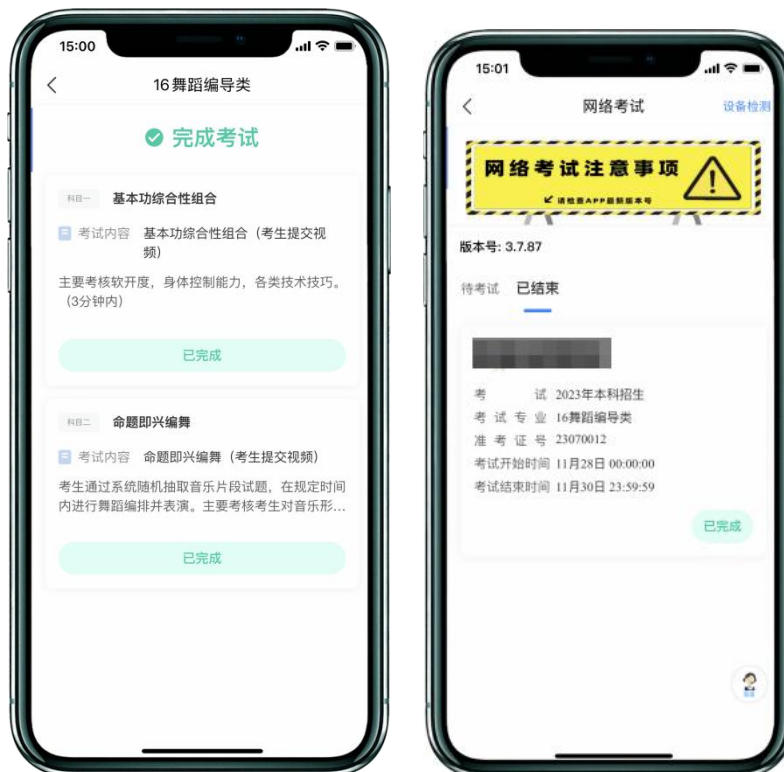 15:00
16舞蹈编导类
完成考试
科目一 基本功综合性组合
考试内容 基本功综合性组合（考生提交视
频）
主要考核软开度，身体控制能力，各类技术技巧。
（3分钟内）
已完成
科目二 命题即兴编舞
考试内容 命题即兴编舞（考生提交视频）
考生通过系统随机抽取音乐片段试题，在规定时间
内进行舞蹈编排并表演。主要考核考生对音乐形...
已完成
15:01
网络考试 设备检测
网络考试注意事项
请检查APP最新版本号
版本号: 3.7.87
待考试 已结束
考试 2023年本科招生
考试专业 16舞蹈编导类
准考证号 23070012
考试开始时间 11月28日 00:00:00
考试结束时间 11月30日 23:59:59
已完成